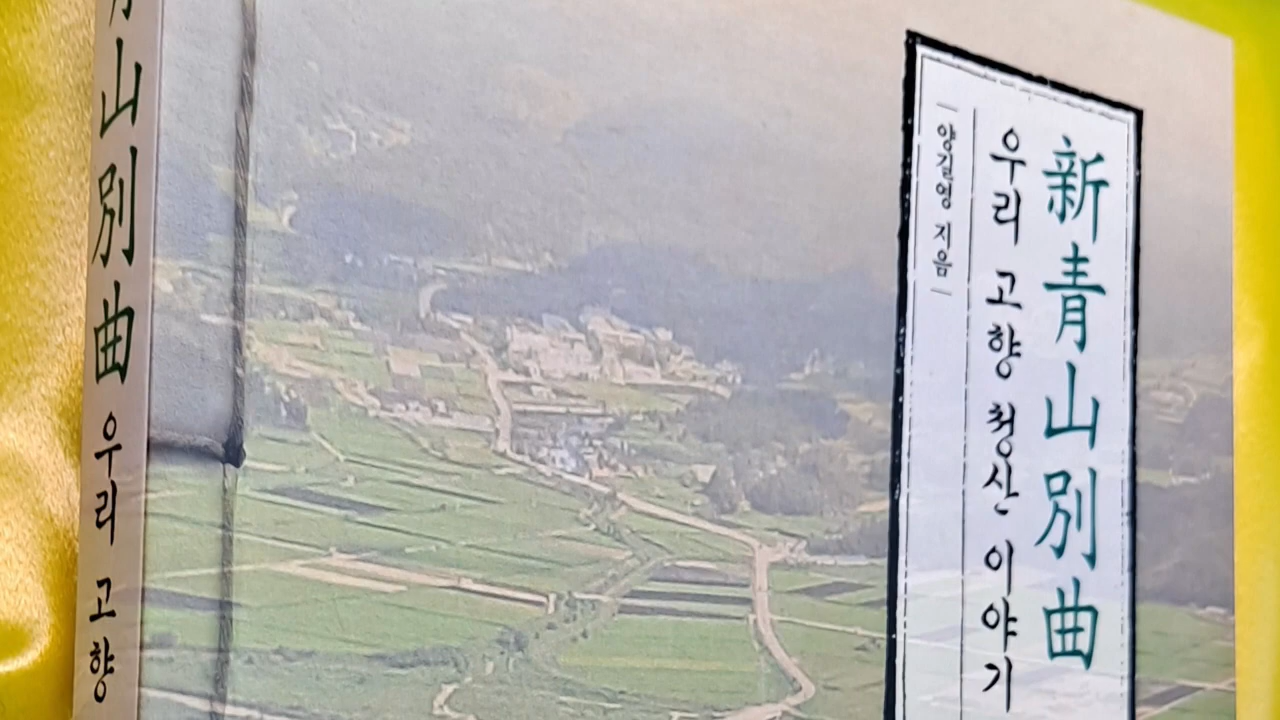 新青山別曲
우리 고향 청산 이야기
양길영 지음
山別曲 우리 고향